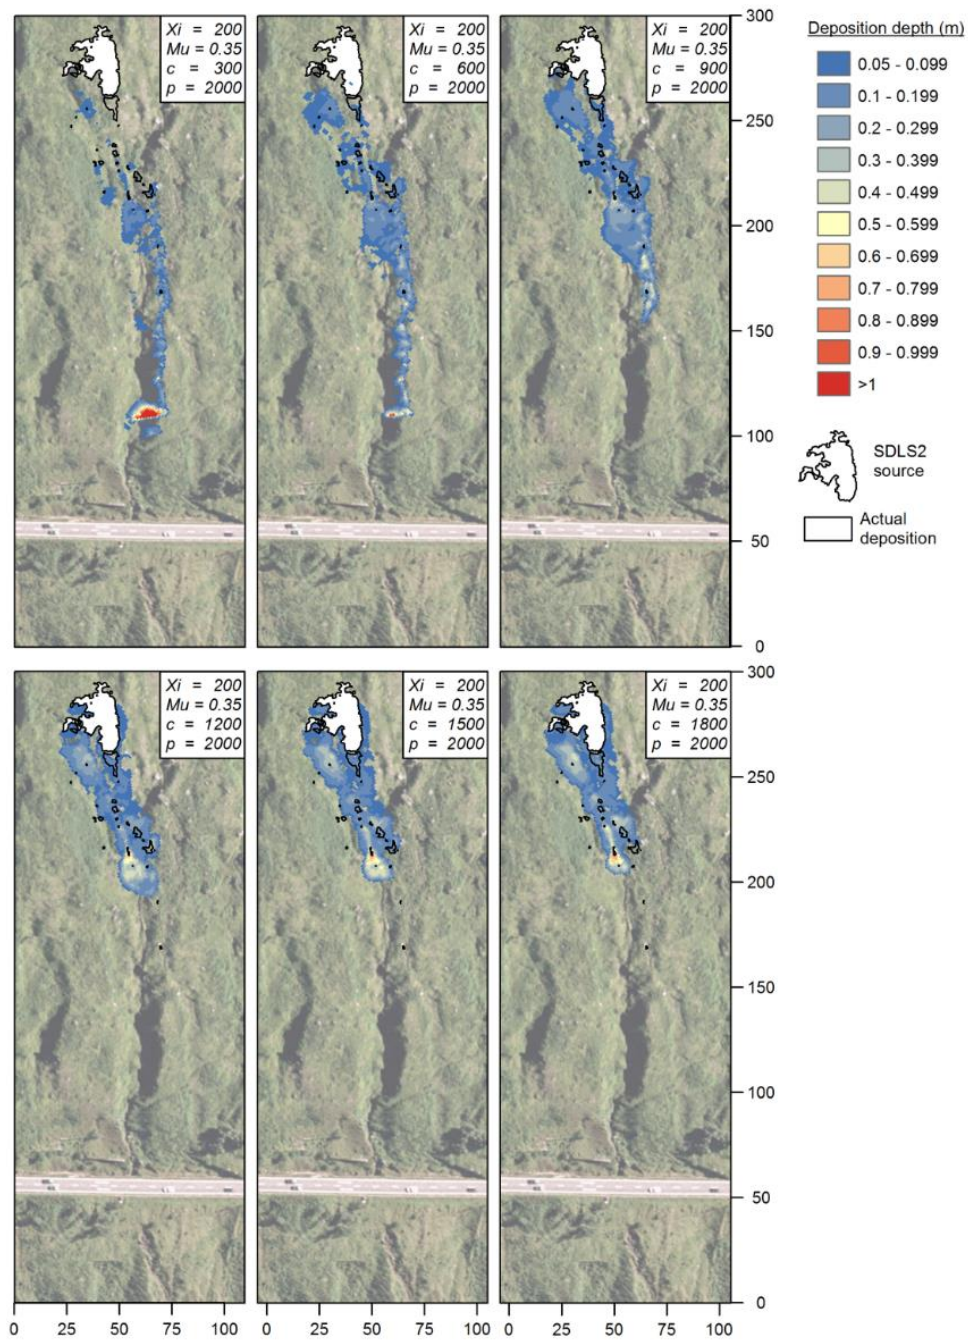 Xi = 200
Mu = 0.35
c = 300
p = 2000
Xi = 200
Mu = 0.35
c = 600
p = 2000
Xi = 200
Mu = 0.35
c = 900
p = 2000
300
250
200
150
100
50
0
Deposition depth (m)
0.05 - 0.099
0.1 - 0.199
0.2 - 0.299
0.3 - 0.399
0.4 - 0.499
0.5 - 0.599
0.6 - 0.699
0.7 - 0.799
0.8 - 0.899
0.9 - 0.999
>1
SDLS2
source
Actual
deposition
Xi = 200
Mu = 0.35
c = 1200
p = 2000
Xi = 200
Mu = 0.35
c = 1500
p = 2000
Xi = 200
Mu = 0.35
c = 1800
p = 2000
300
250
200
150
100
50
0
0 25 50 75 100
0 25 50 75 100
0 25 50 75 100